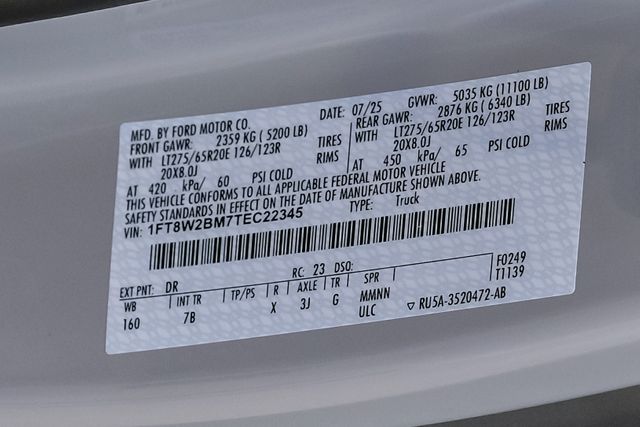 MFD. BY FORD MOTOR CO. DATE: 07/25 GVWR: 5035 KG (11100 LB)
FRONT GAWR: 2359 KG ( 5200 LB) REAR GAWR: 2876 KG ( 6340 LB)
WITH LT275/65R20E 126/123R TIRES WITH LT275/65R20E 126/123R TIRES
20X8.0J RIMS 20X8.0J RIMS
AT 420 kPa/ 60 PSI COLD AT 450 kPa/ 65 PSI COLD
THIS VEHICLE CONFORMS TO ALL APPLICABLE FEDERAL MOTOR VEHICLE
SAFETY STANDARDS IN EFFECT ON THE DATE OF MANUFACTURE SHOWN ABOVE.
VIN: 1FT8W2BM7TEC22345 TYPE: Truck
EXT PNT: DR RC: 23 DSO: F0249
WB INT TR TP/PS R AXLE TR SPR T1139
160 7B X 3J G MMNN
ULC ▽ RU5A-3520472-AB